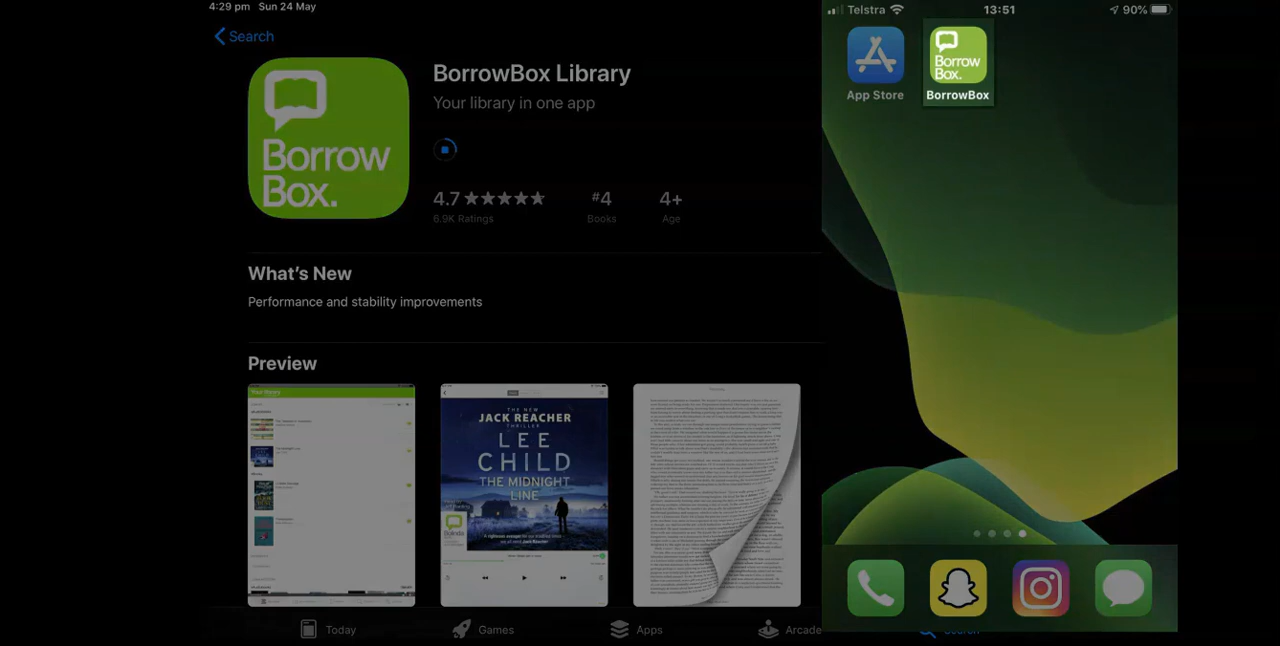 4:29 pm Sun 24 May
Search
Borrow
Box.
BorrowBox Library
Your library in one app
4.7
6.9K Ratings
#4
Books
4+
Age
What's New
Performance and stability improvements
Preview
THE NEW
JACK REACHER
THRILLER
LEE
CHILD
THE MIDNIGHT
LINE
Today
Games
Apps
Arcade
Search
Telstra
13:51
90%
App Store
Borrow
Box.
BorrowBox